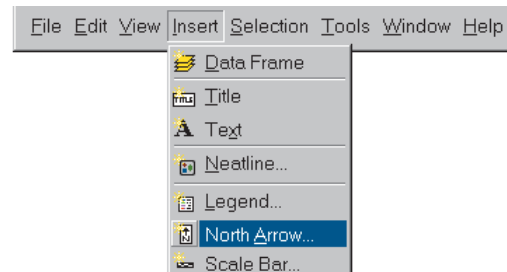 File Edit View Insert Selection Tools Window Help
Data Frame
Title
Text
Neatline...
Legend...
North Arrow...
Scale Bar...